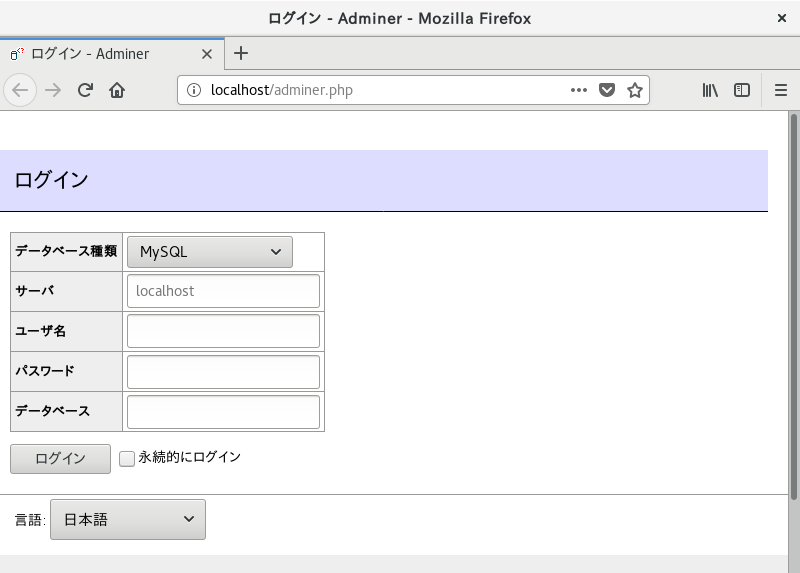 ログイン - Adminer - Mozilla Firefox
ログイン - Adminer
localhost/adminer.php
ログイン
データベース種類 MySQL
サーバ localhost
ユーザ名
パスワード
データベース
ログイン 永続的にログイン
言語: 日本語